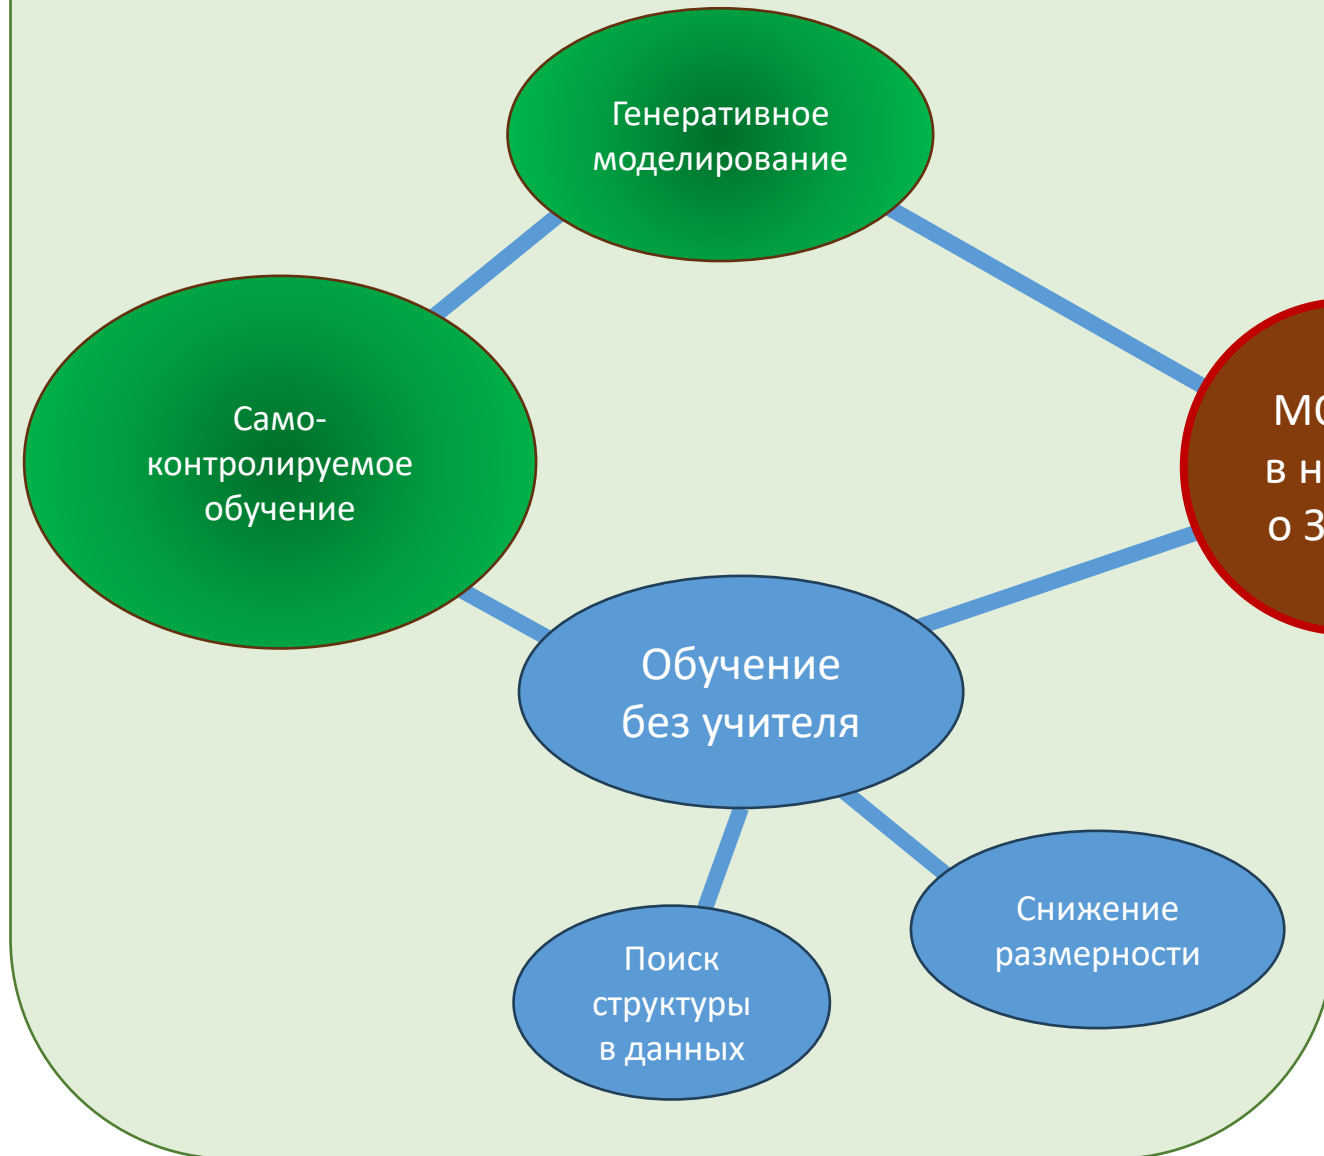 Генеративное
моделирование
Само-
контролируемое
обучение
в
о
Обучение
без учителя
Снижение
размерности
Поиск
структуры
в данных